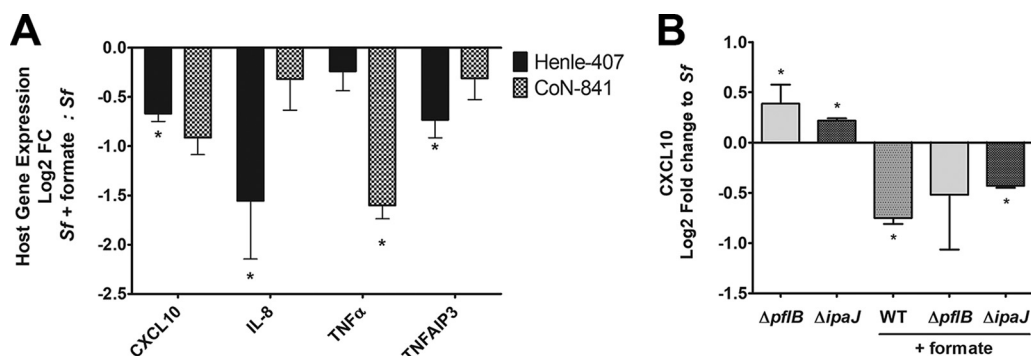 A
Host Gene Expression
Log2 FC
Sf + formate : Sf
0.0
-0.5
-1.0
-1.5
-2.0
-2.5
*
*
*
*
CXCL10
IL-8
TNFα
TNFAIP3
Henle-407
CoN-841
B
CXCL10
Log2 Fold change to Sf
1.0
0.5
0.0
-0.5
-1.0
-1.5
*
*
*
*
ΔpflB
ΔipaJ
WT
ΔpflB
ΔipaJ
+ formate